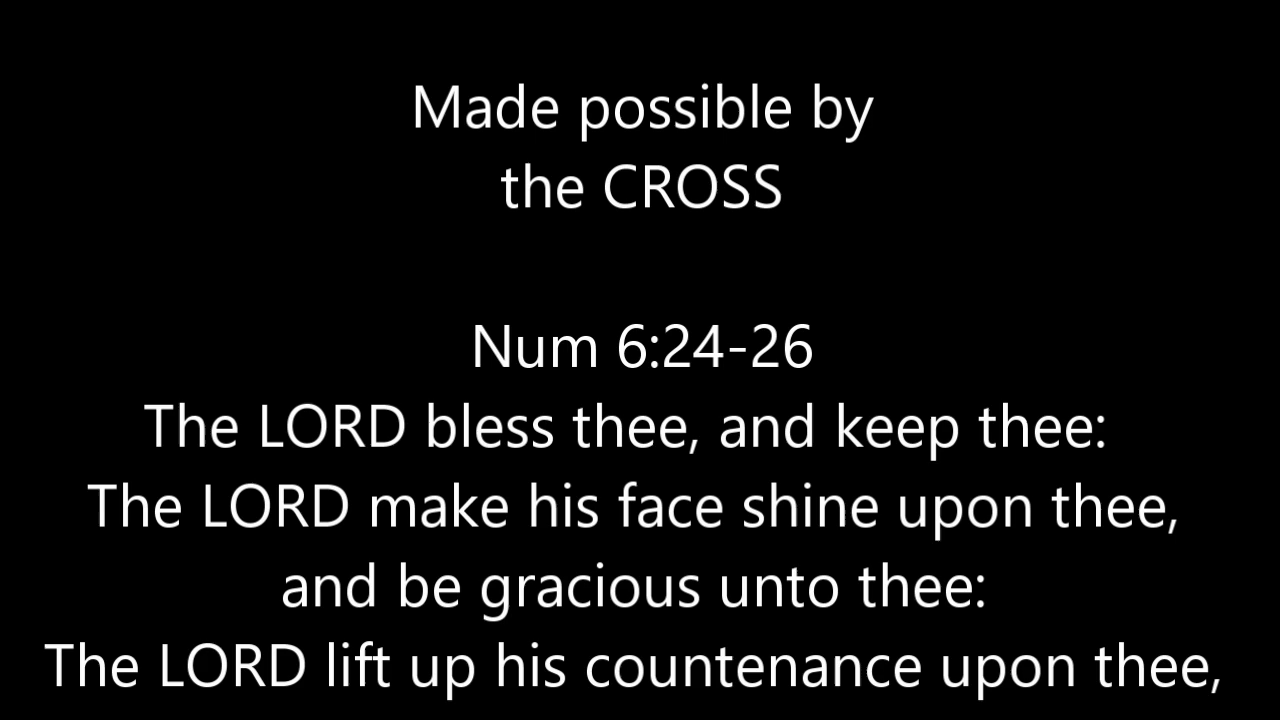 Made possible by
the CROSS
Num 6:24-26
The LORD bless thee, and keep thee:
The LORD make his face shine upon thee,
and be gracious unto thee:
The LORD lift up his countenance upon thee,